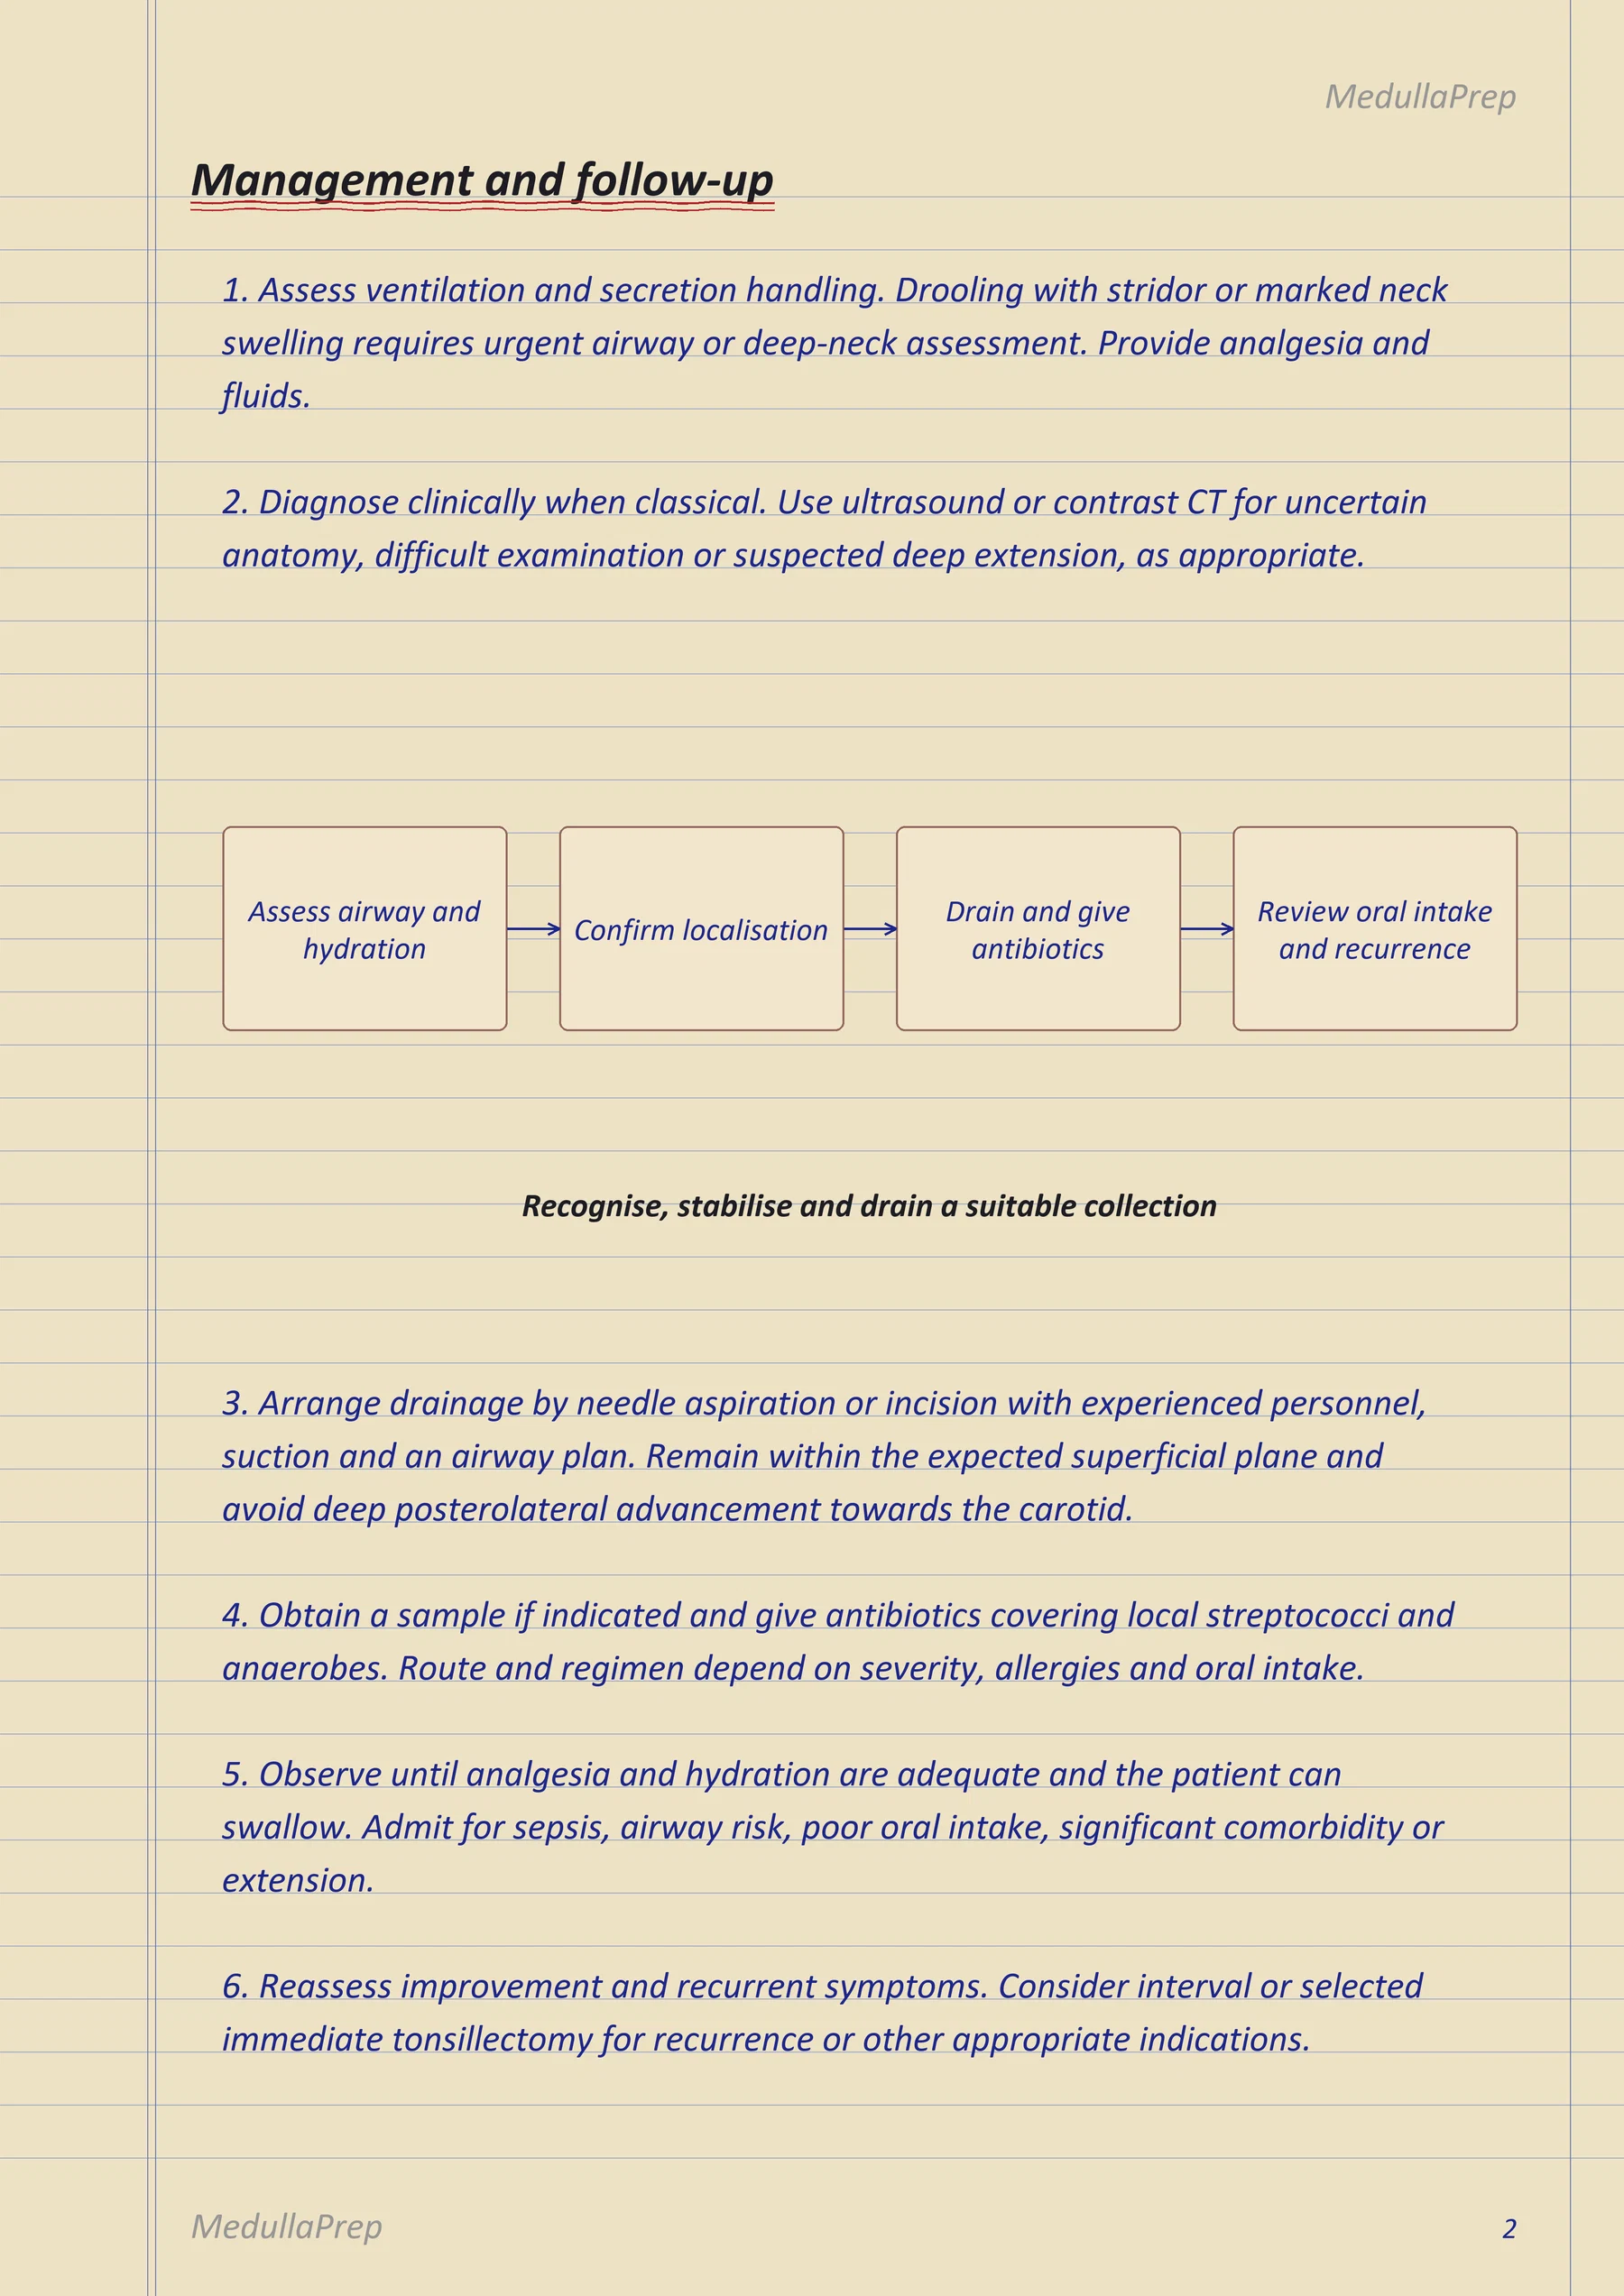 MedullaPrep
Management and follow-up
1. Assess ventilation and secretion handling. Drooling with stridor or marked neck
swelling requires urgent airway or deep-neck assessment. Provide analgesia and
fluids.
2. Diagnose clinically when classical. Use ultrasound or contrast CT for uncertain
anatomy, difficult examination or suspected deep extension, as appropriate.
Assess airway and
hydration
Confirm localisation
Drain and give
antibiotics
Review oral intake
and recurrence
Recognise, stabilise and drain a suitable collection
3. Arrange drainage by needle aspiration or incision with experienced personnel,
suction and an airway plan. Remain within the expected superficial plane and
avoid deep posterolateral advancement towards the carotid.
4. Obtain a sample if indicated and give antibiotics covering local streptococci and
anaerobes. Route and regimen depend on severity, allergies and oral intake.
5. Observe until analgesia and hydration are adequate and the patient can
swallow. Admit for sepsis, airway risk, poor oral intake, significant comorbidity or
extension.
6. Reassess improvement and recurrent symptoms. Consider interval or selected
immediate tonsillectomy for recurrence or other appropriate indications.
MedullaPrep
2